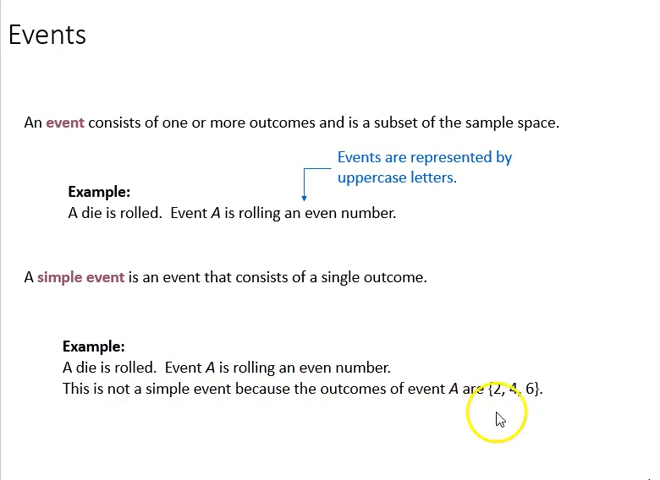 Events
An event consists of one or more outcomes and is a subset of the sample space.
Events are represented by
uppercase letters.
Example:
A die is rolled. Event A is rolling an even number.
A simple event is an event that consists of a single outcome.
Example:
A die is rolled. Event A is rolling an even number.
This is not a simple event because the outcomes of event A are {2, 4, 6}.